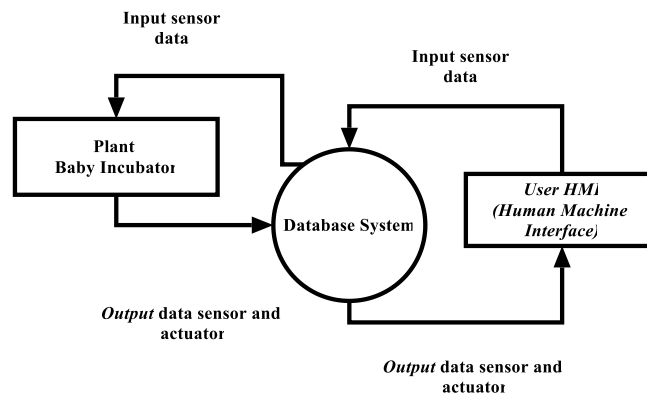 Input sensor
data
Input sensor
data
Plant
Baby Incubator
User HMI
(Human Machine
Interface)
Database System
Output data sensor and
actuator
Output data sensor and
actuator